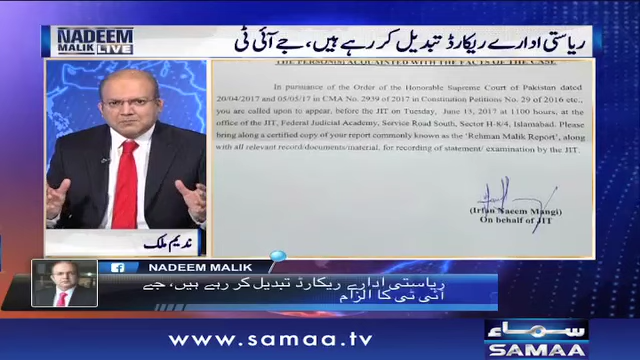 NADEEM
MALIK LIVE
ریاستی ادارے ریکارڈ تبدیل کر رہے ہیں، جے آئی ٹی
THE PERSON(S) ACQUAINTED WITH THE FACTS OF THE CASE
In pursuance of the Order of the Honorable Supreme Court of Pakistan dated
20/04/2017 and 05/05/17 in CMA No. 2939 of 2017 in Constitution Petitions No. 29 of 2016 etc.,
you are called upon to appear, before the JIT on Tuesday, June 13, 2017 at 1100 hours, at
the office of the JIT, Federal Judicial Academy, Service Road South, Sector H-8/4, Islamabad. Please
bring along a certified copy of your report commonly known as the "Rehman Malik Report", along
with all relevant record/documents/material, for recording of statement/ examination by the JIT.
(Irfan Naeem Mangi)
On behalf of JIT
ندیم ملک
f NADEEM MALIK
ریاستی ادارے ریکارڈ تبدیل کر رہے ہیں، جے
آئی ٹی کا الزام
www.samaa.tv
سماء
SAMAA